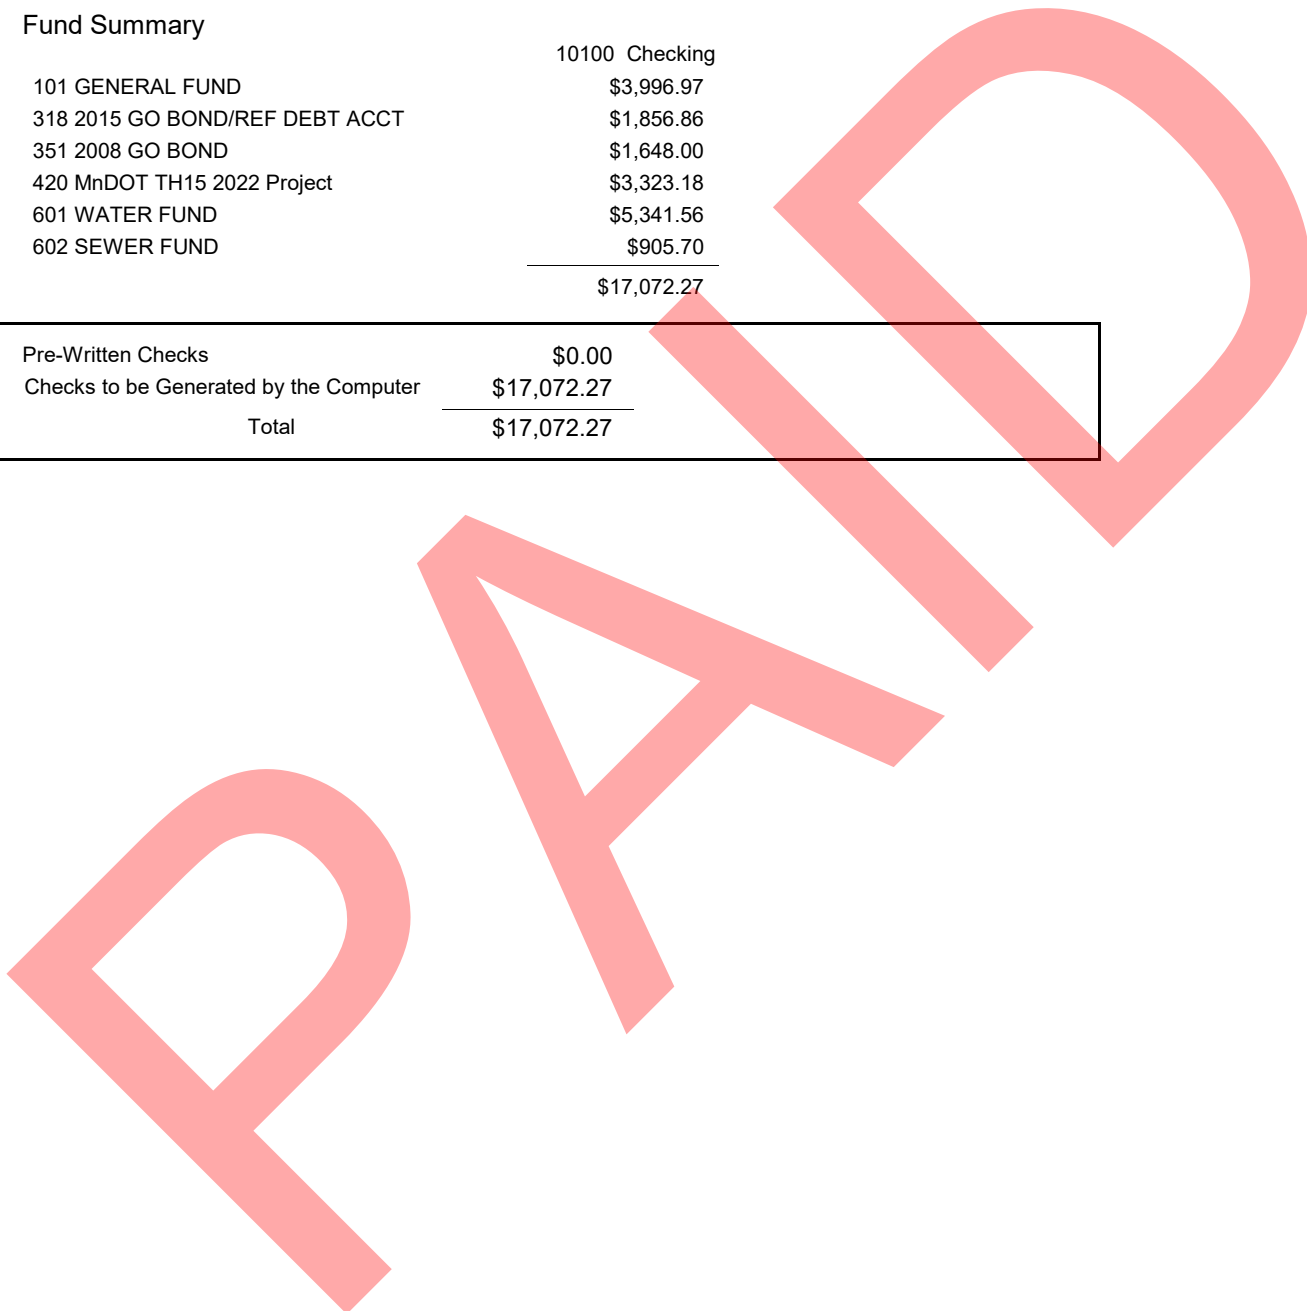 Fund Summary
10100 Checking
101 GENERAL FUND $3,996.97
318 2015 GO BOND/REF DEBT ACCT $1,856.86
351 2008 GO BOND $1,648.00
420 MnDOT TH15 2022 Project $3,323.18
601 WATER FUND $5,341.56
602 SEWER FUND $905.70
$17,072.27
Pre-Written Checks $0.00
Checks to be Generated by the Computer $17,072.27
Total $17,072.27
PAID